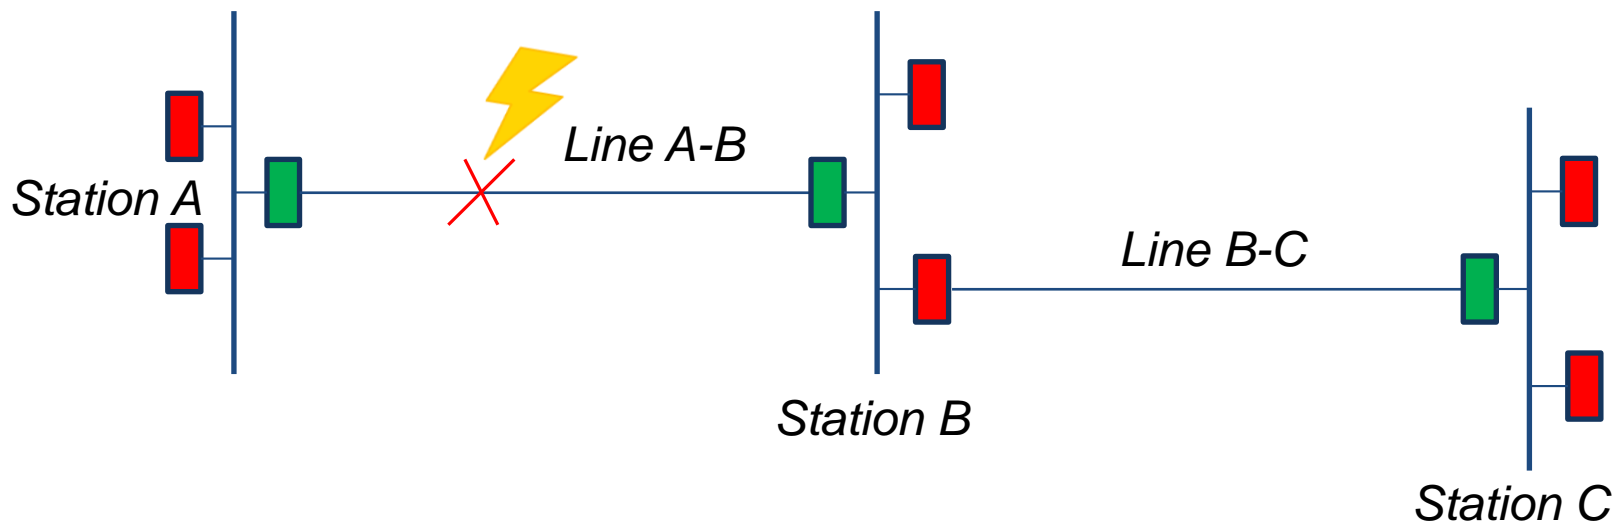 Line A-B
Station A
Line B-C
Station B
Station C